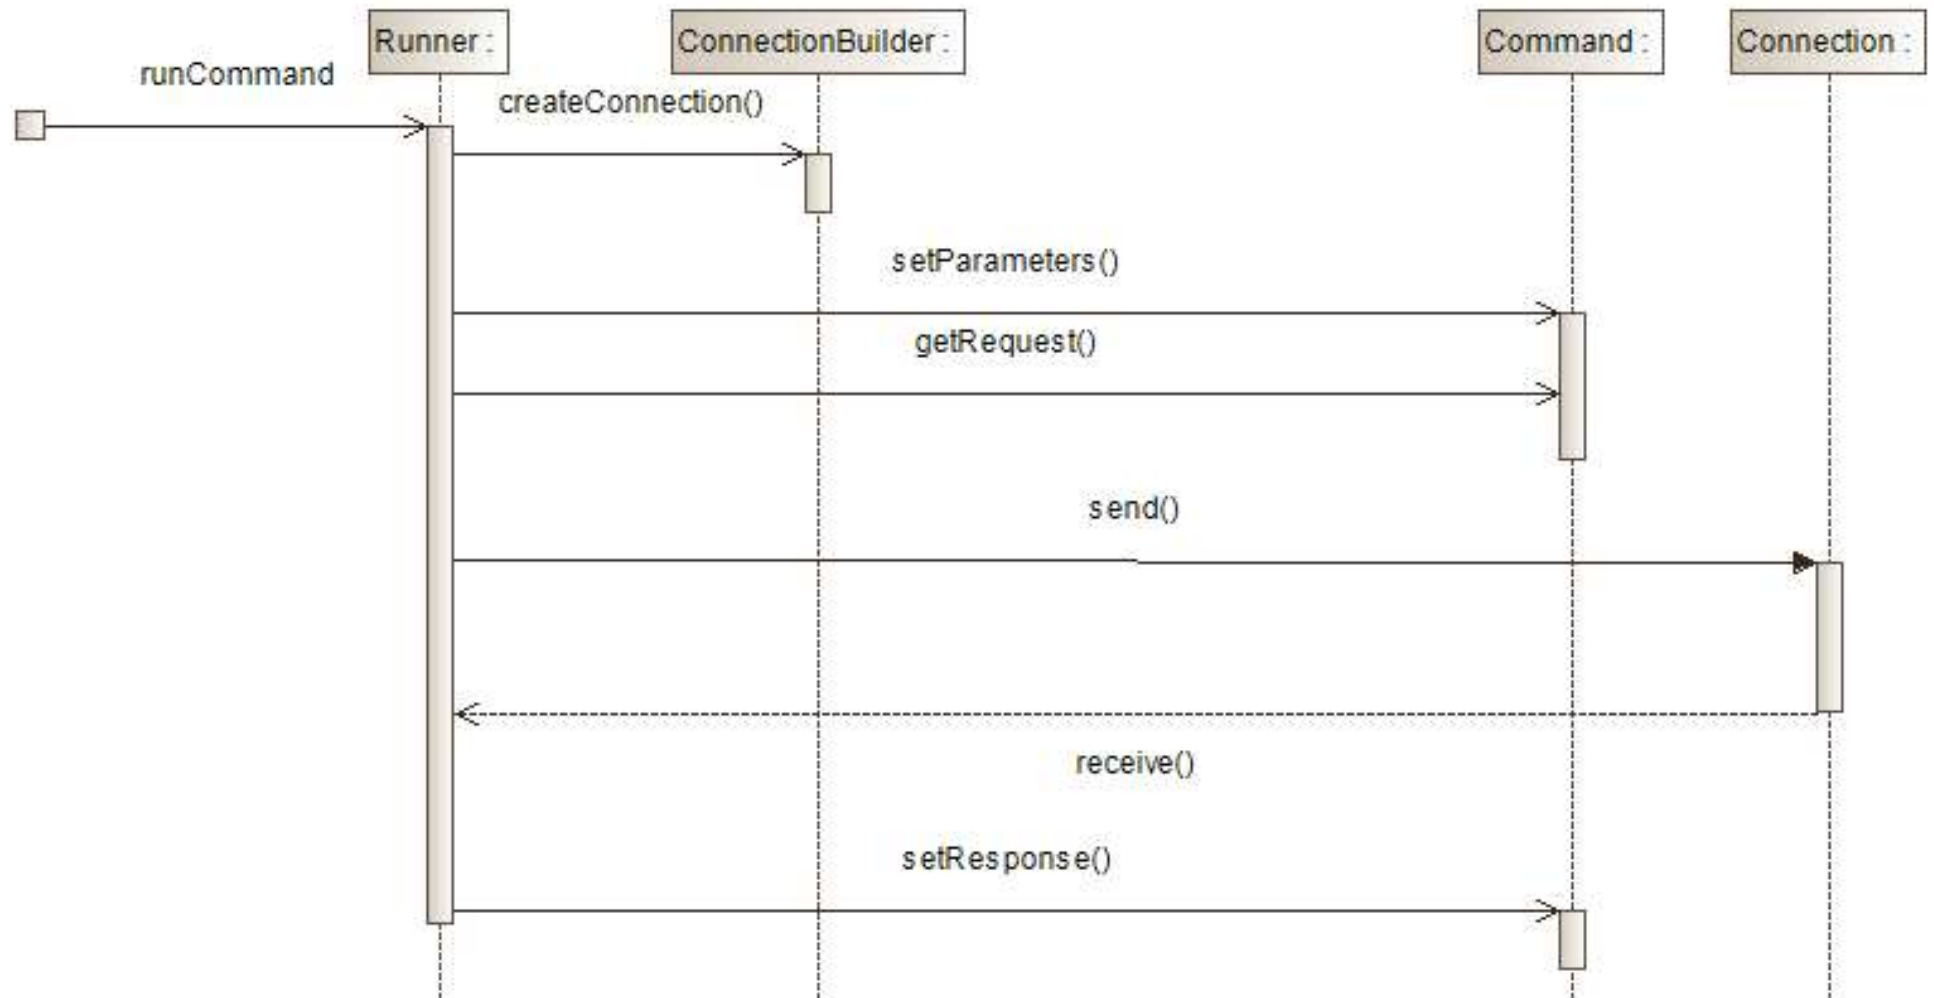 Runner :
ConnectionBuilder :
Command :
Connection :
runCommand
createConnection()
setParameters()
getRequest()
send()
receive()
setResponse()